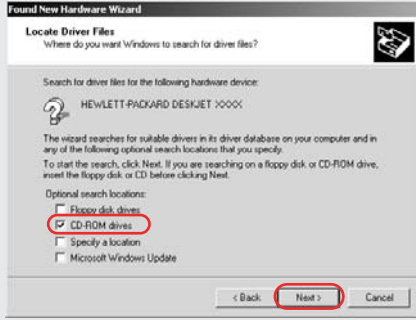 Found New Hardware Wizard
Locate Driver Files
Where do you want Windows to search for driver files?
Search for driver files for the following hardware device:
HEWLETT-PACKARD DESKJET XXXX
The wizard searches for suitable drivers in its driver database on your computer and in
any of the following optional search locations that you specify.
To start the search, click Next. If you are searching on a floppy disk or CD-ROM drive,
insert the floppy disk or CD before clicking Next.
Optional search locations:
Floppy disk drives
CD-ROM drives
Specify a location
Microsoft Windows Update
< Back
Next >
Cancel